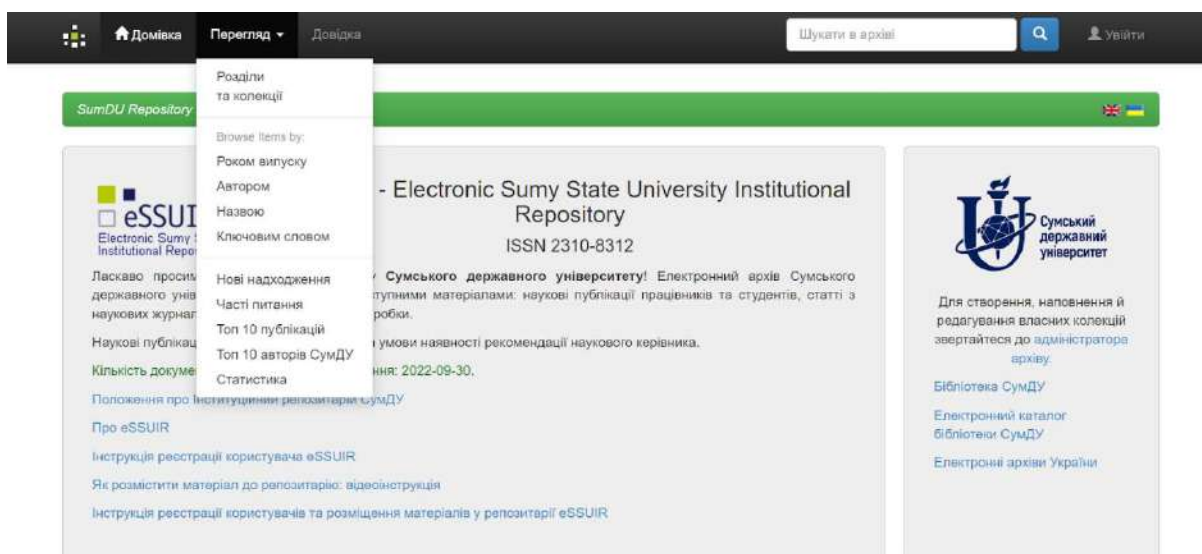 Домівка Перегляд Довідка Шукати в архіві Увійти
Розділи
та колекції
SumDU Repository
Browse Items by:
Роком випуску
Автором
Назвою
Ключовим словом
Нові надходження
Часті питання
Топ 10 публікацій
Топ 10 авторів СумДУ
Статистика
eSSUI
Electronic Sumy
Institutional Repo
- Electronic Sumy State University Institutional
Repository
ISSN 2310-8312
Ласкаво просим Сумського державного університету! Електронний архів Сумського
державного унів ступними матеріалами: наукові публікації працівників та студентів, статті з
наукових журнал робки.
Наукові публікац умови наявності рекомендації наукового керівника.
Кількість докуме ння: 2022-09-30.
Положення про Інституційний репозитарій СумДУ
Про eSSUIR
Інструкція реєстрації користувача eSSUIR
Як розмістити матеріал до репозитарію: відеоінструкція
Інструкція реєстрації користувачів та розміщення матеріалів у репозитарії eSSUIR
Сумський
державний
університет
Для створення, наповнення й
редагування власних колекцій
звертайтеся до адміністратора
архіву.
Бібліотека СумДУ
Електронний каталог
бібліотеки СумДУ
Електронні архіви України